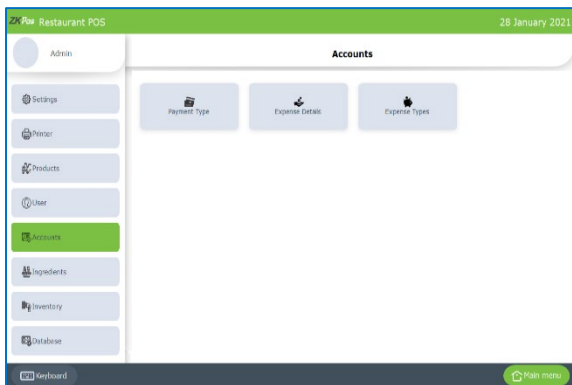 ZKPos Restaurant POS
28 January 2021
Admin
Accounts
Settings
Printer
Products
User
Accounts
Ingredients
Inventory
Database
Payment Type
Expense Details
Expense Types
Keyboard
Main menu